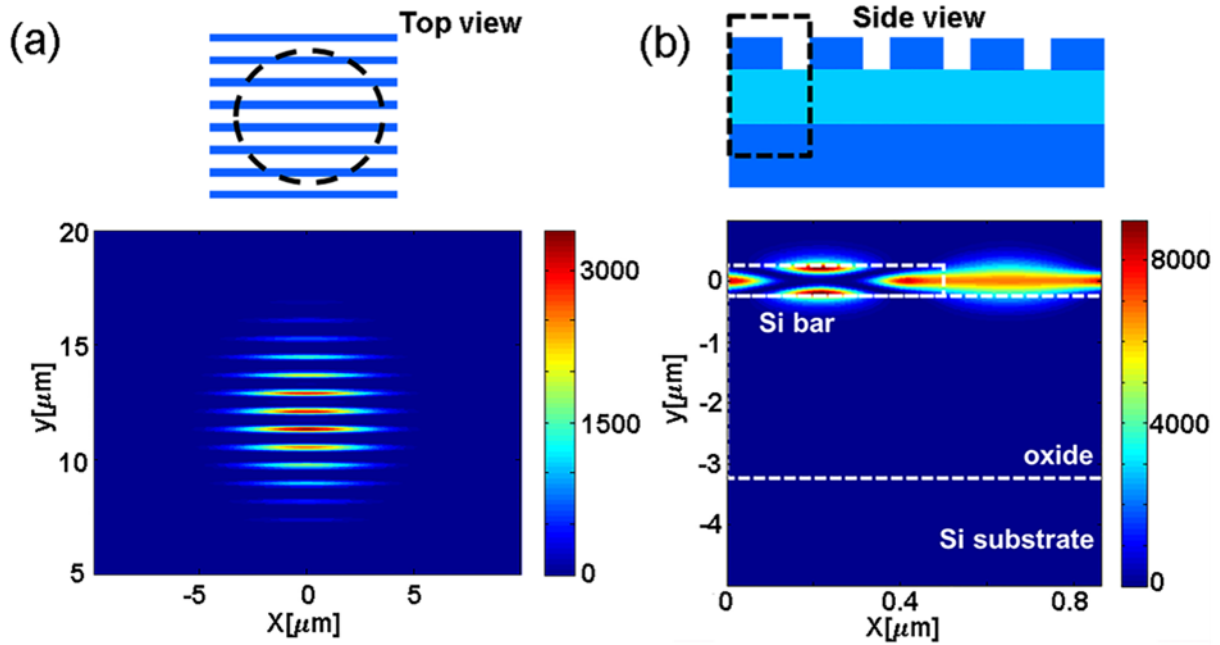 (a)
Top view
20
15
10
5
y[μm]
-5
0
5
X[μm]
3000
1500
0
(b)
Side view
0
-1
-2
-3
-4
y[μm]
Si bar
oxide
Si substrate
0
0.4
0.8
X[μm]
8000
4000
0